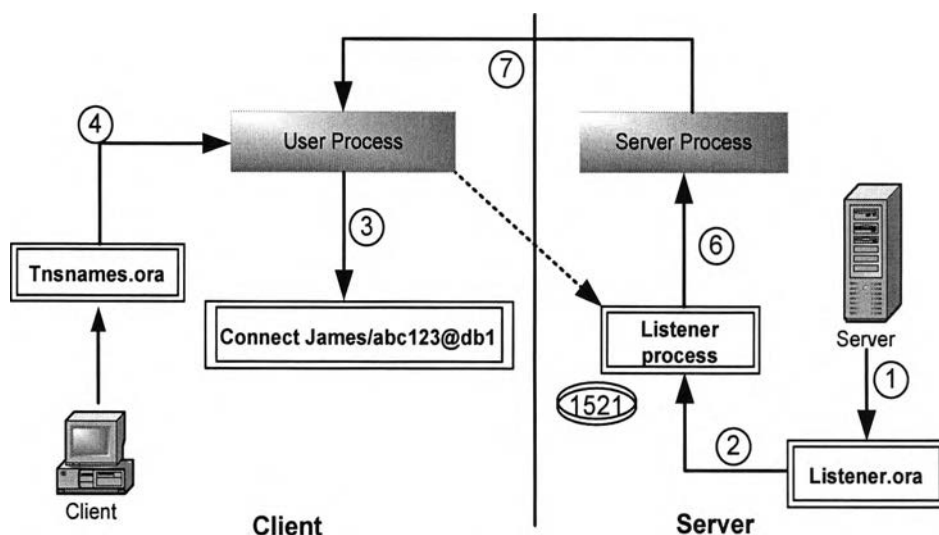 7
4
User Process
Server Process
3
6
Tnsnames.ora
Connect James/abc123@db1
Listener
process
Server
1
1521
2
Listener.ora
Client
Client
Server